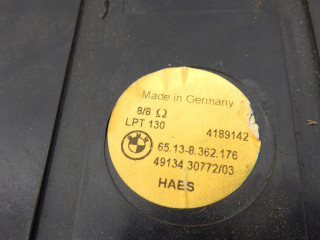 Made in Germany
8/8 Ω
LPT 130
4189142
65.13-8.362.176
49134.30772/03
HAES